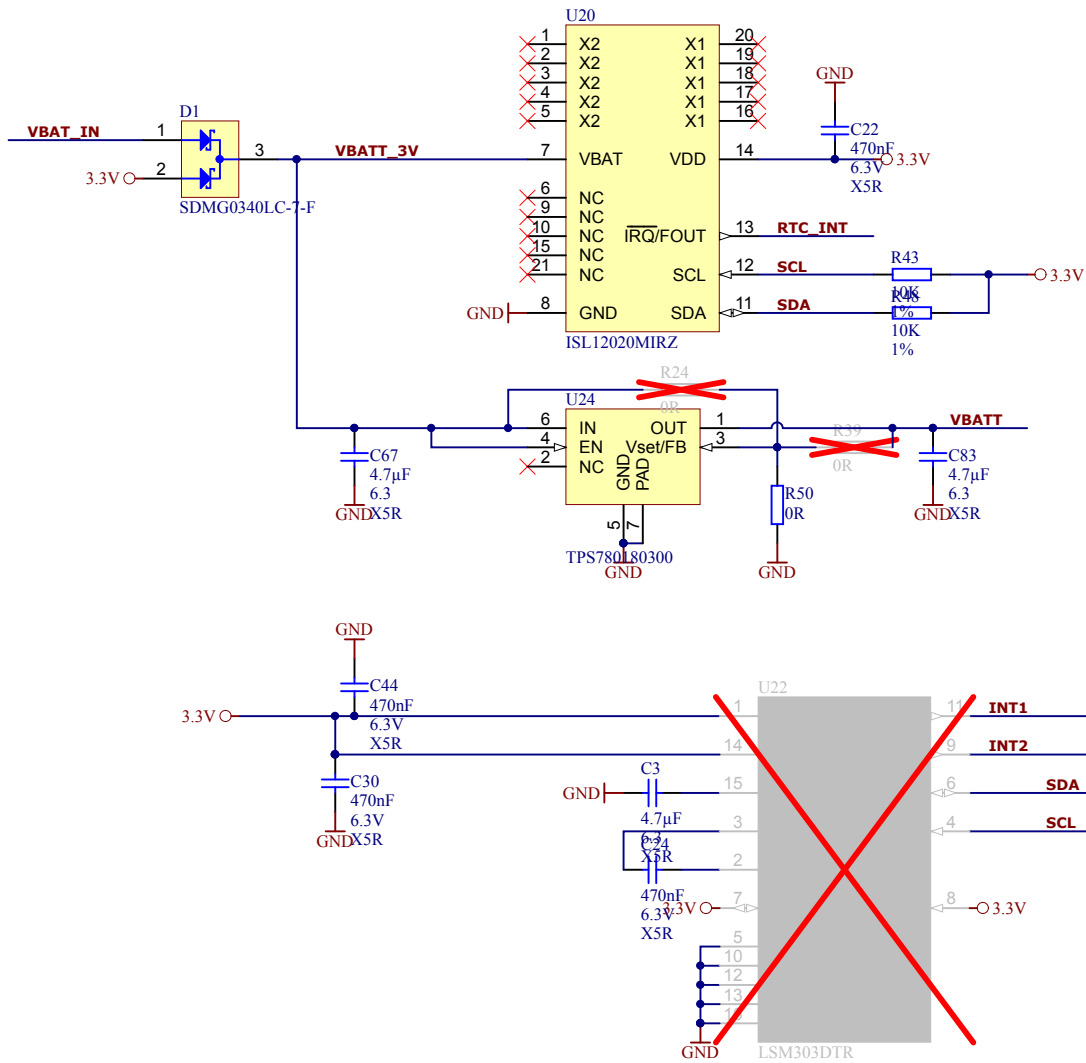 U20
1 X2 X1 20
2 X2 X1 19
3 X2 X1 18
4 X2 X1 17
5 X2 X1 16
GND
C22
470nF
6.3V
X5R
D1
VBAT_IN 1
3 VBATT_3V 7 VBAT VDD 14 3.3V
3.3V 2
SDMG0340LC-7-F
6 NC
9 NC
10 NC IRQ/FOUT 13 RTC_INT
15 NC
21 NC SCL 12 SCL R43 3.3V
10K
1%
GND 8 GND SDA 11 SDA R48
10K
1%
ISL12020MIRZ
R24
0R
U24
6 IN OUT 1 VBATT
4 EN Vset/FB 3 R39
0R
2 NC
GND
PAD
5 7
GND
TPS780180300
C67
4.7µF
6.3
X5R
GND
R50
0R
GND
C83
4.7µF
6.3
X5R
GND
GND
C44
470nF
6.3V
X5R
3.3V
C30
470nF
6.3V
X5R
GND
U22
1 11 INT1
14 9 INT2
GND C3 15 6 SDA
4.7µF
6.3
X5R
3 4 SCL
C24 2
470nF
6.3V
X5R
3.3V 7 8 3.3V
5
10
12
13
GND
LSM303DTR